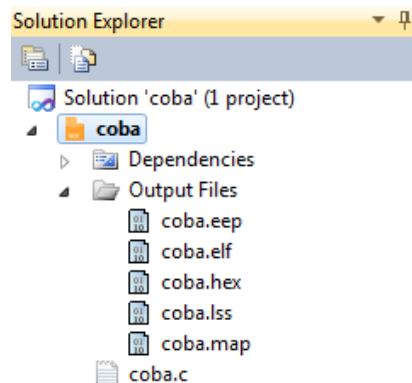 Solution Explorer
Solution 'coba' (1 project)
coba
Dependencies
Output Files
coba.eep
coba.elf
coba.hex
coba.lss
coba.map
coba.c